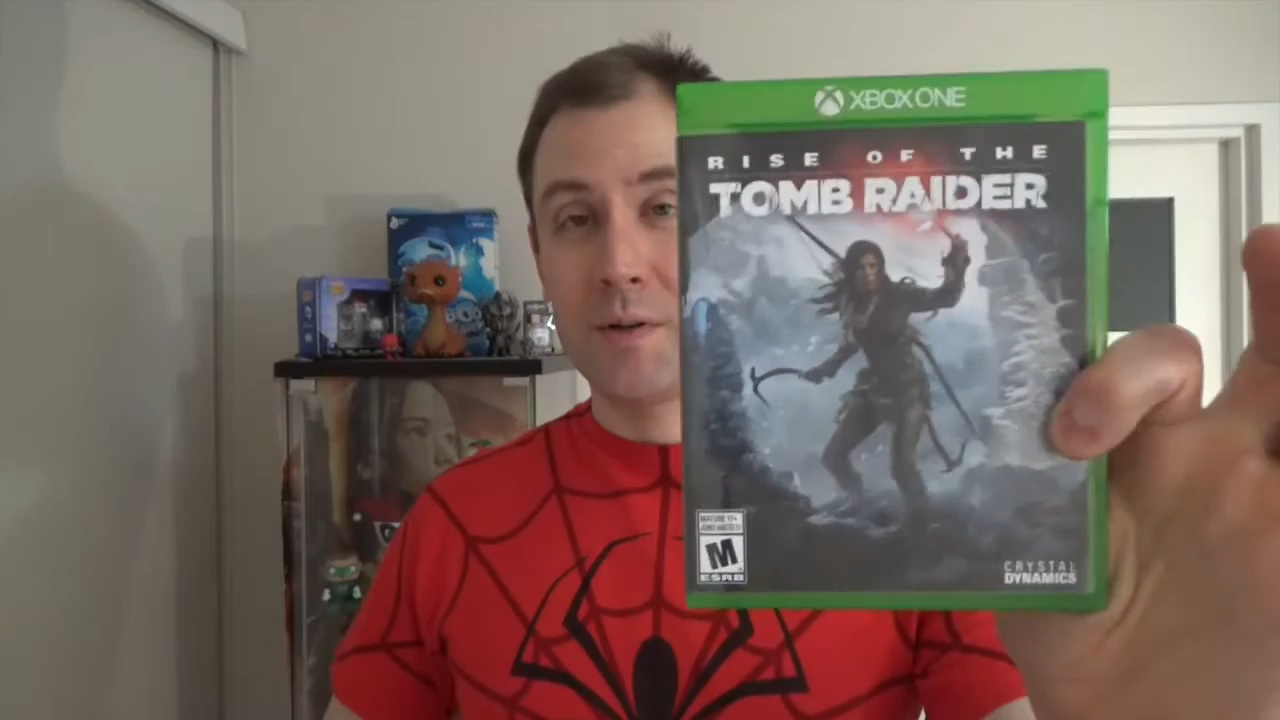 XBOX ONE
RISE OF THE
TOMB RAIDER
MATURE 17+
M
ESRB
CRYSTAL
DYNAMICS